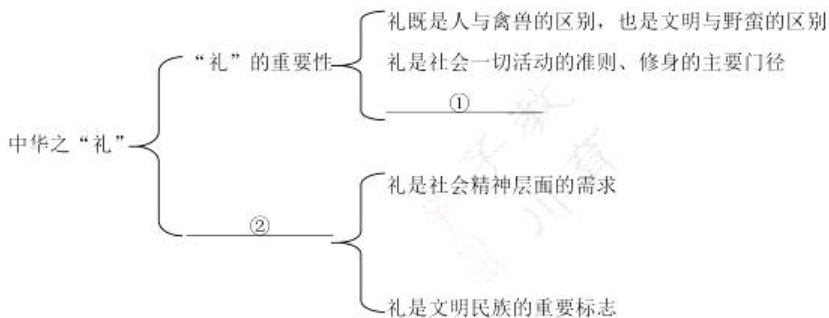 礼既是人与禽兽的区别，也是文明与野蛮的区别
“礼”的重要性
礼是社会一切活动的准则、修身的主要门径
①
中华之“礼”
礼是社会精神层面的需求
②
礼是文明民族的重要标志